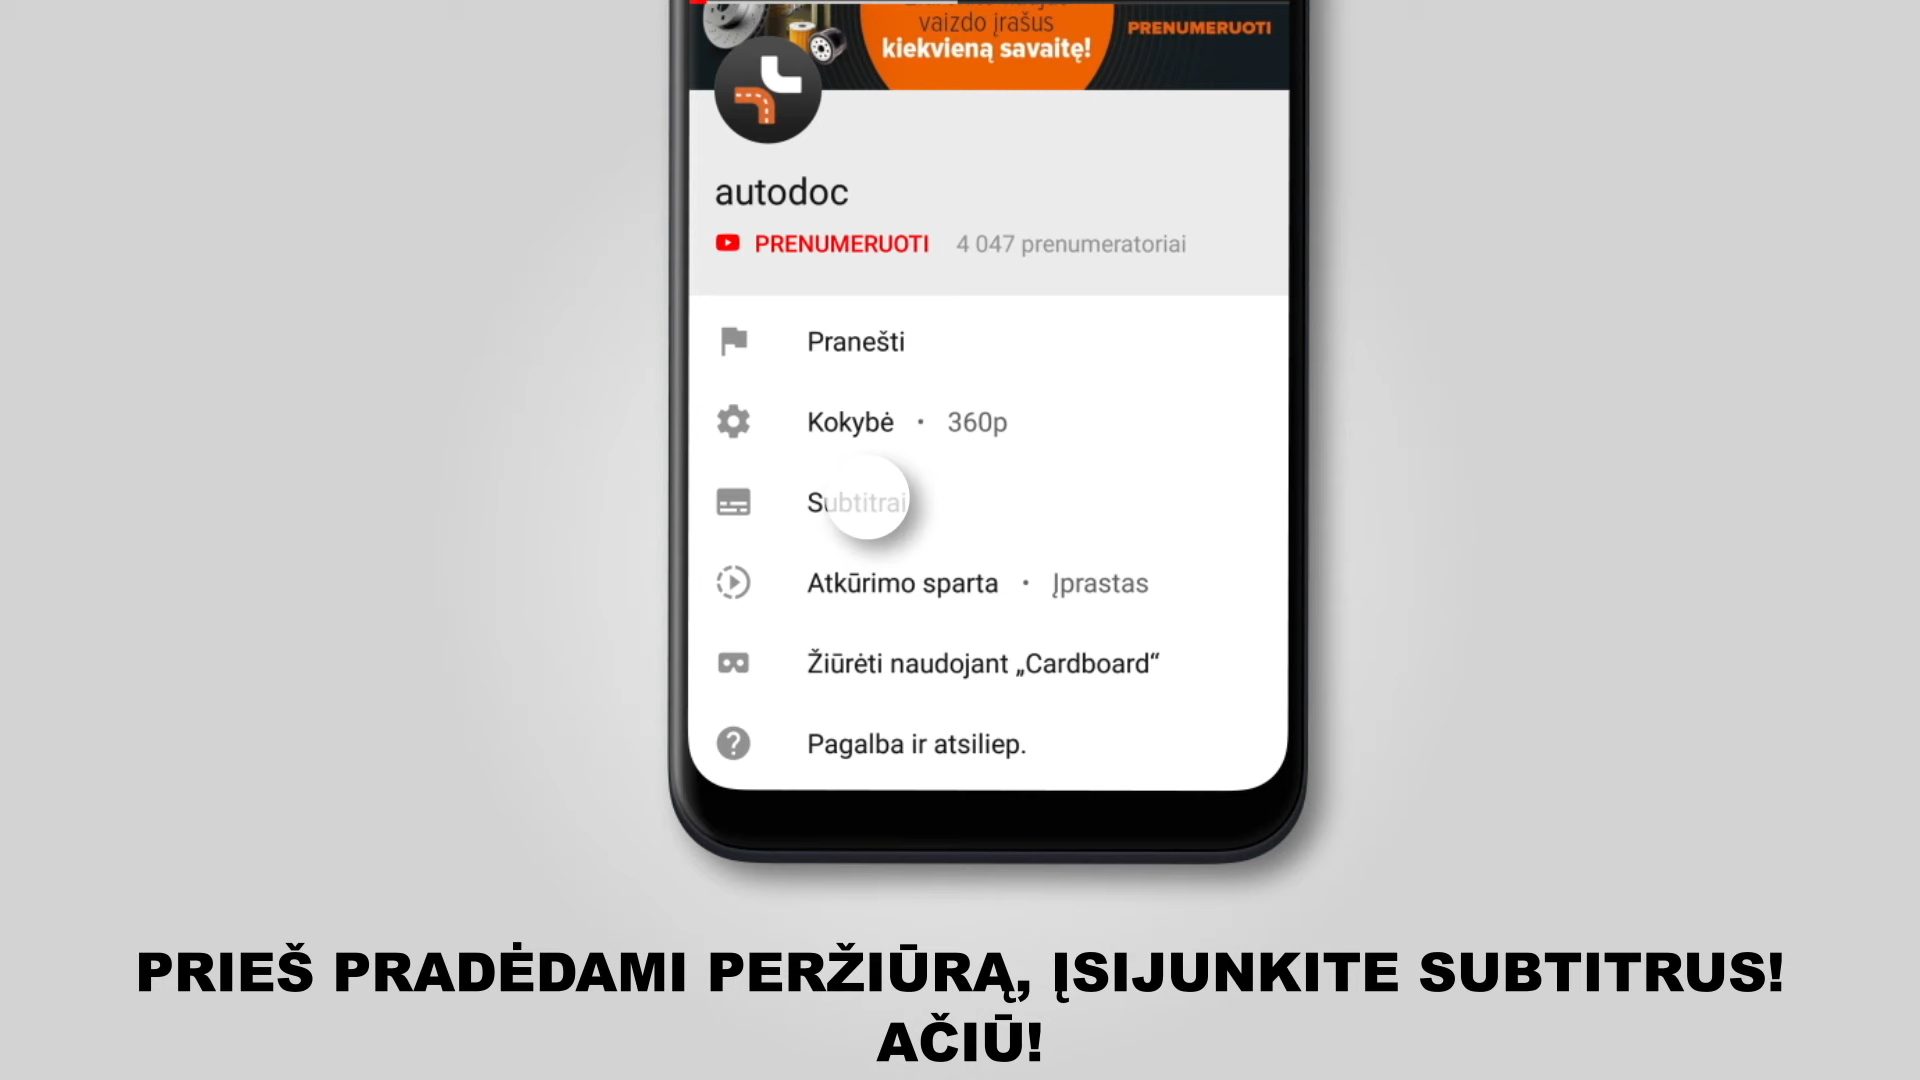 vaizdo įrašus
kiekvieną savaitę!
PRENUMERUOTI
autodoc
PRENUMERUOTI 4 047 prenumeratoriai
Pranešti
Kokybė • 360p
Subtitrai
Atkūrimo sparta • Įprastas
Žiūrėti naudojant „Cardboard“
Pagalba ir atsiliep.
PRIEŠ PRADĖDAMI PERŽIŪRĄ, ĮSIJUNKITE SUBTITRUS!
AČIŪ!